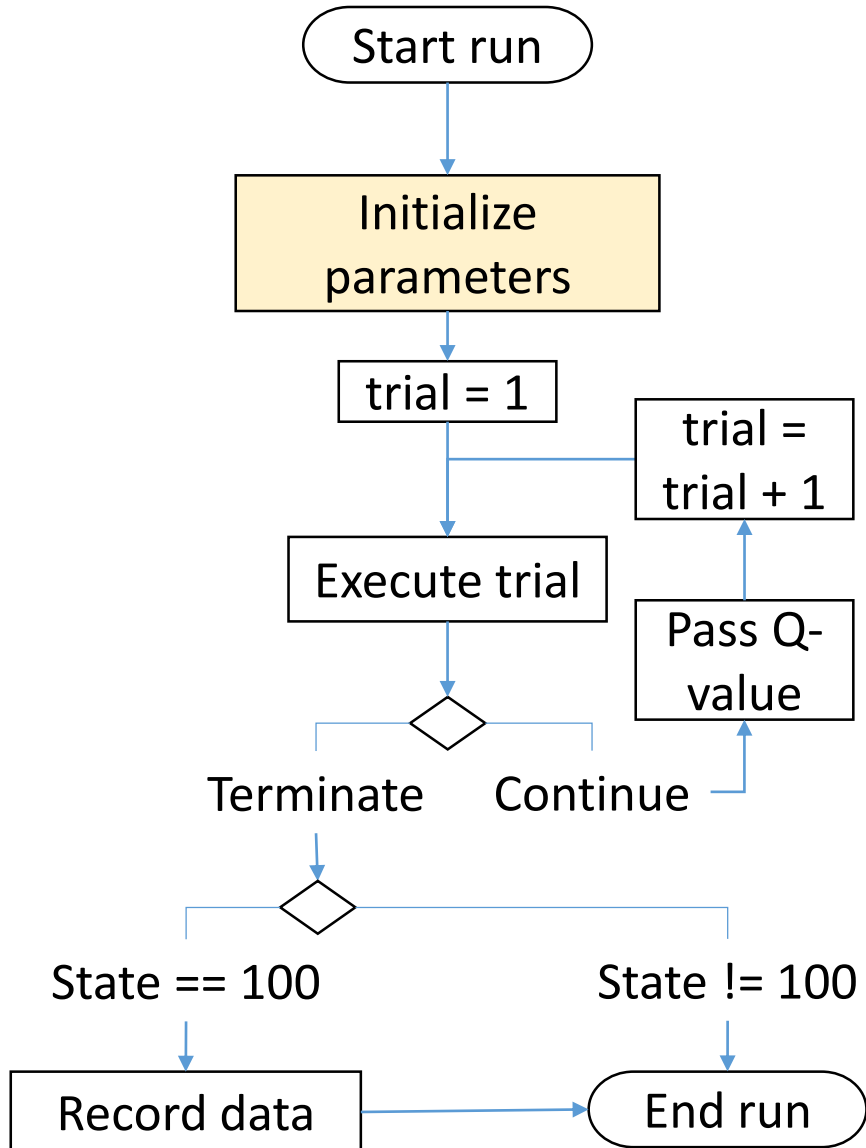 Start run
Initialize
parameters
trial = 1
trial =
trial + 1
Execute trial
Pass Q-
value
Terminate
Continue
State == 100
State != 100
Record data
End run